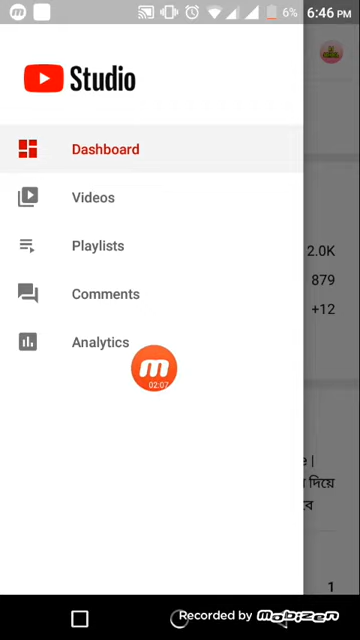 6% 6:46 PM
Studio
Dashboard
Videos
Playlists
2.0K
879
Comments
+12
Analytics
02:07
e |
দিয়ে
1
Recorded by mobizen